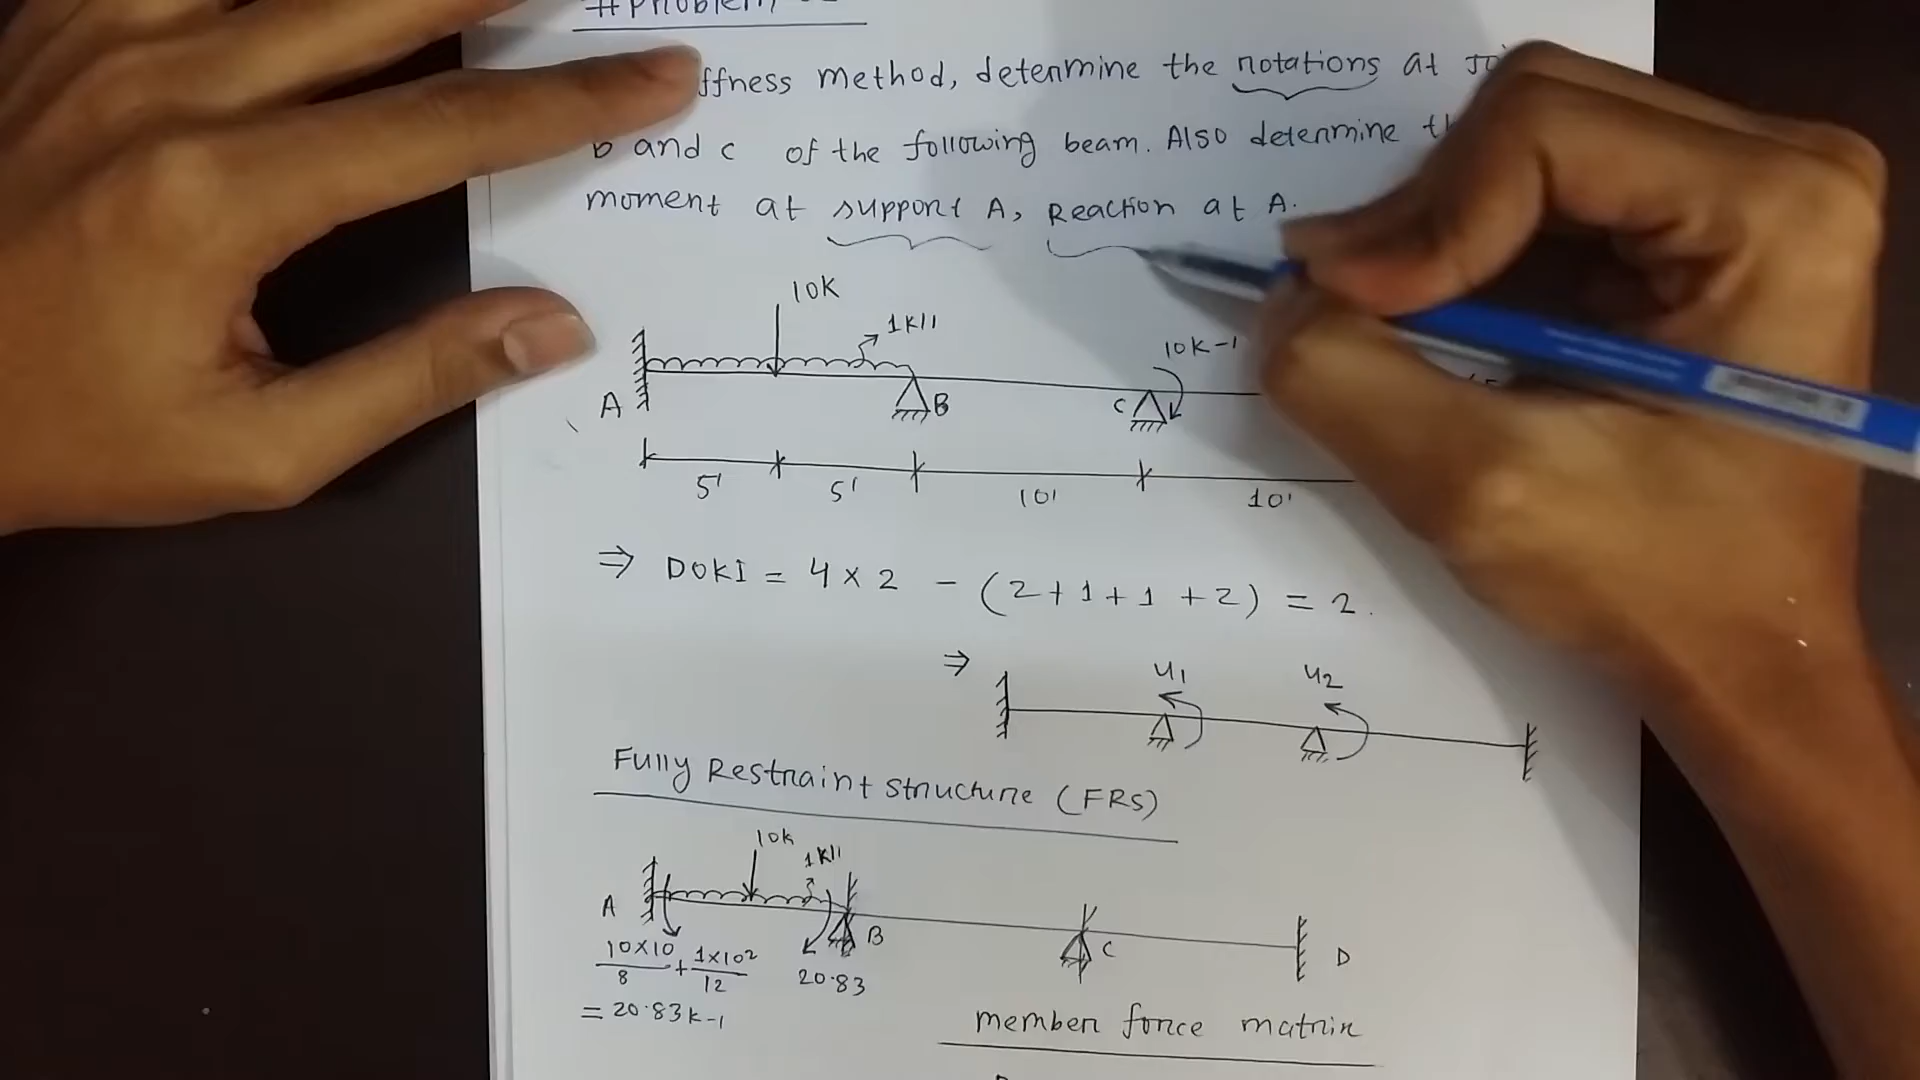 #Problem
ffness method, determine the rotations at
B and C of the following beam. Also determine
moment at support A, Reaction at A.
10K
1K/1
10K-1
A
B
C
5'
5'
10'
10'
⇒ DOKI = 4 × 2 - (2+1+1+2) = 2.
⇒
u1
u2
Fully Restraint structure (FRS)
10K
1K/1
A
B
C
D
10×10/8 + 1×10²/12
20.83
= 20.83K-1
member force matrix